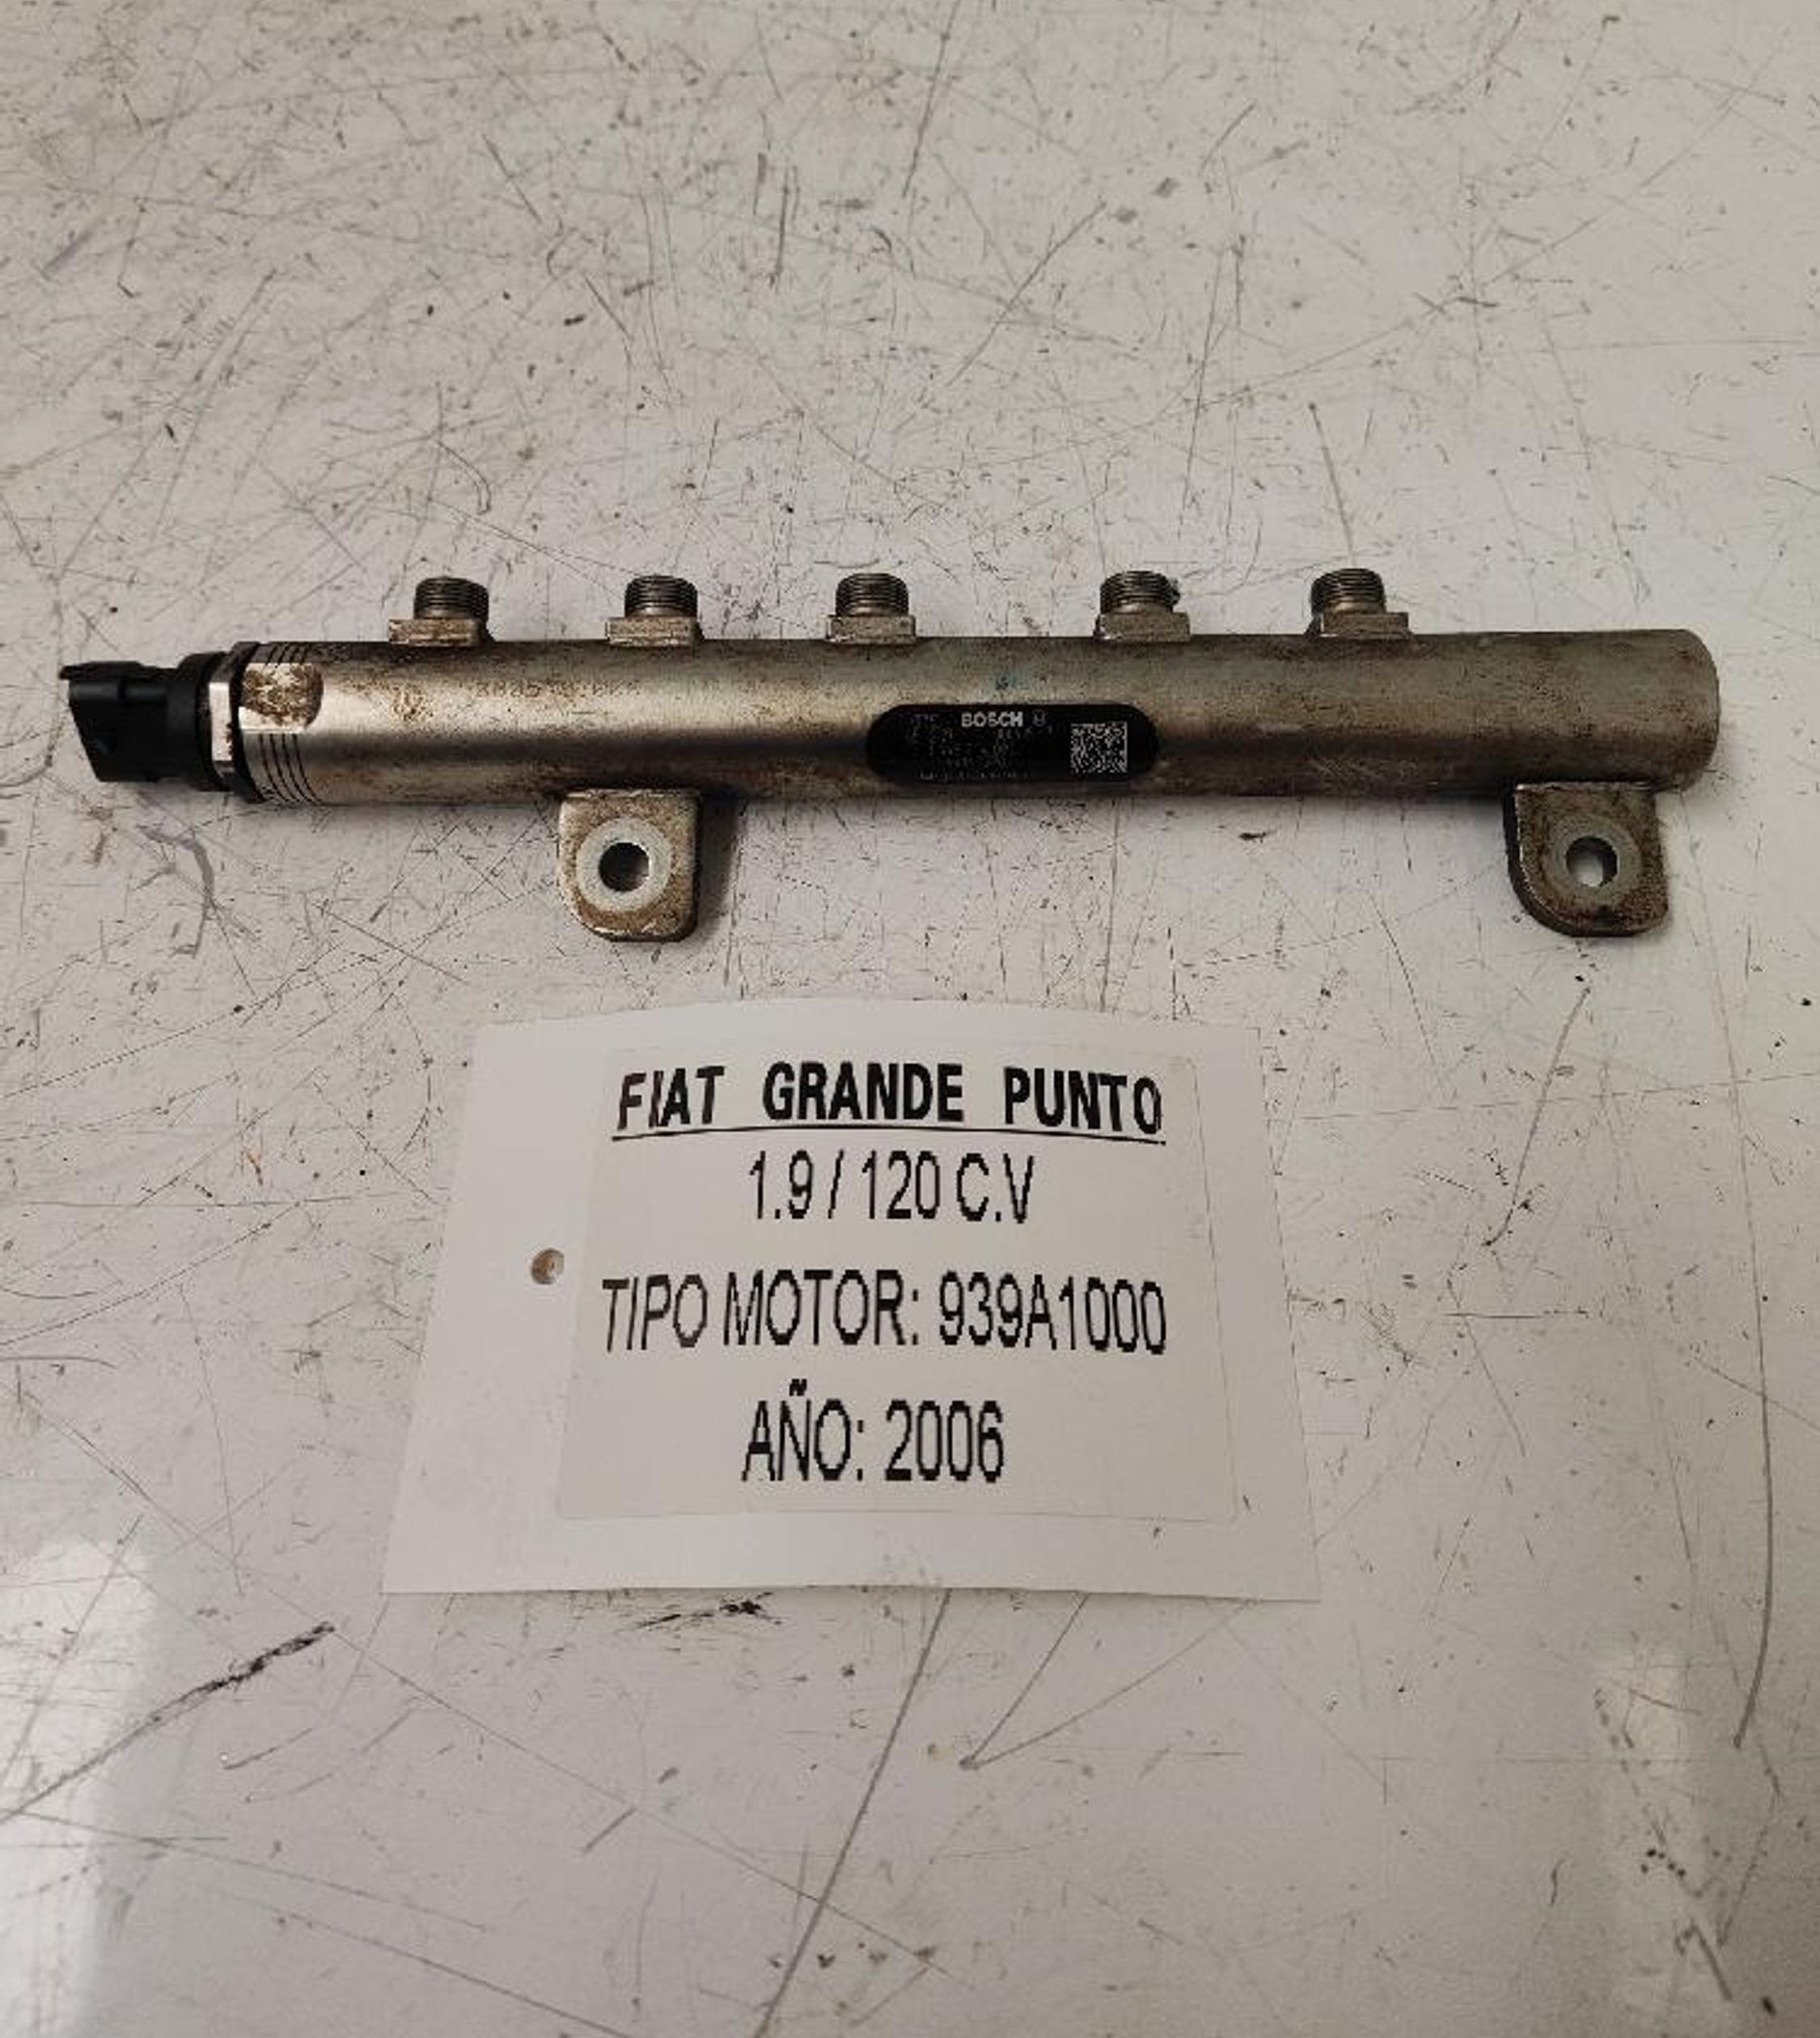 BOSCH
FIAT GRANDE PUNTO
1.9 / 120 C.V
TIPO MOTOR: 939A1000
AÑO: 2006